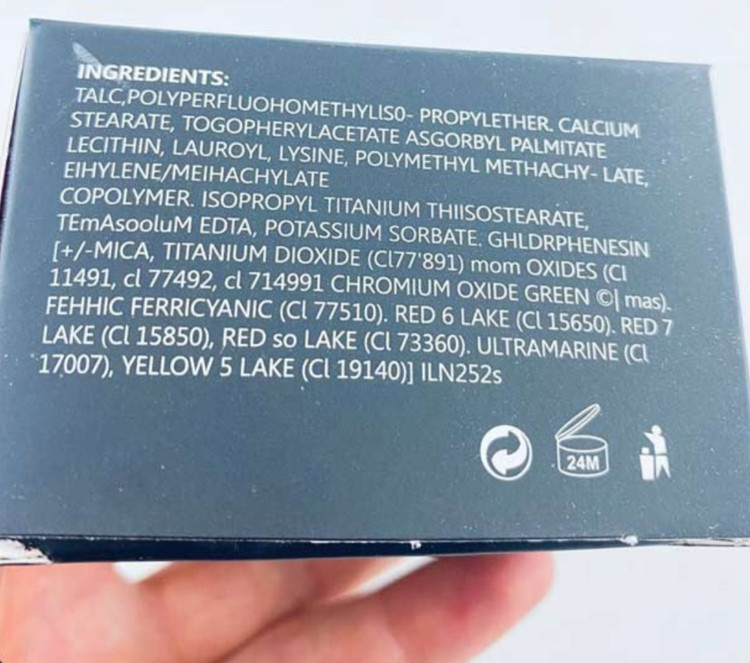 INGREDIENTS:
TALC,POLYPERFLUOHOMETHYLIS0- PROPYLETHER. CALCIUM
STEARATE, TOGOPHERYLACETATE ASGORBYL PALMITATE
LECITHIN, LAUROYL, LYSINE, POLYMETHYL METHACHY- LATE,
EIHYLENE/MEIHACHYLATE
COPOLYMER. ISOPROPYL TITANIUM THIISOSTEARATE,
TEmAsooluM EDTA, POTASSIUM SORBATE. GHLDRPHENESIN
[+/-MICA, TITANIUM DIOXIDE (Cl77'891) mom OXIDES (CI
11491, cl 77492, cl 714991 CHROMIUM OXIDE GREEN ©| mas).
FEHHIC FERRICYANIC (Cl 77510). RED 6 LAKE (Cl 15650). RED 7
LAKE (Cl 15850), RED so LAKE (Cl 73360). ULTRAMARINE (Cl
17007), YELLOW 5 LAKE (Cl 19140)] ILN252s
24M